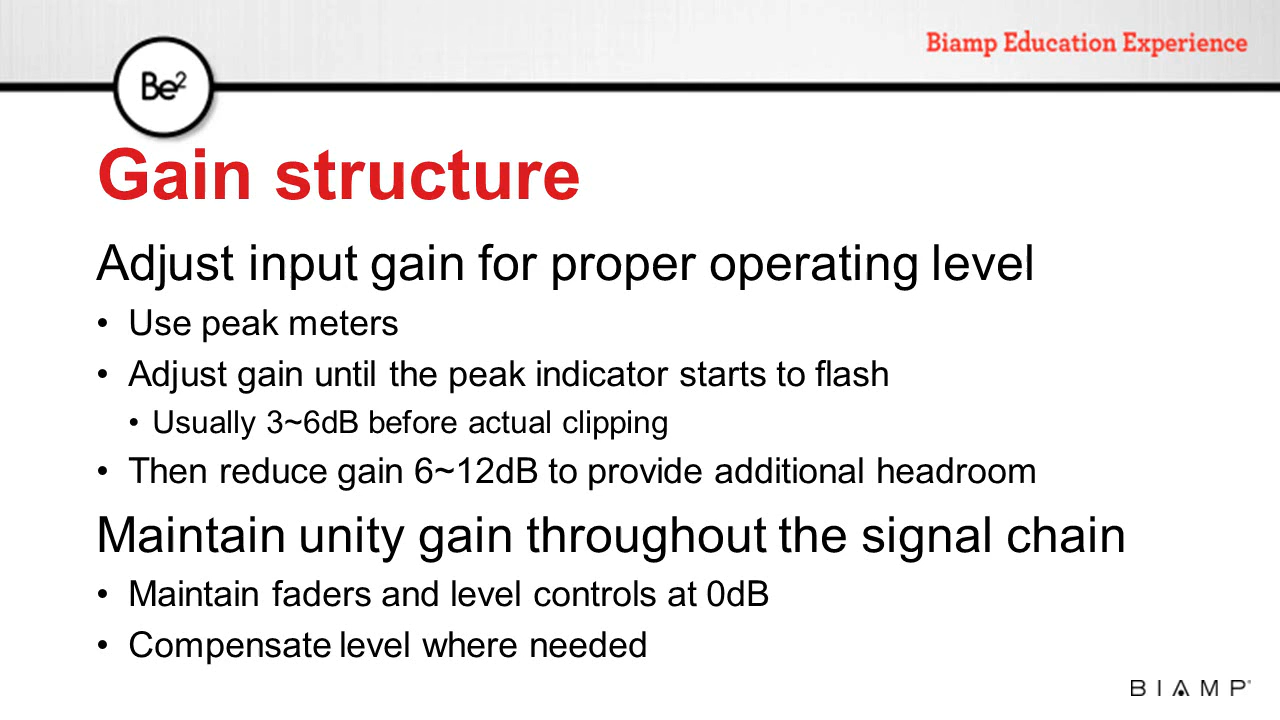 Biamp Education Experience
Be²
Gain structure
Adjust input gain for proper operating level
• Use peak meters
• Adjust gain until the peak indicator starts to flash
• Usually 3~6dB before actual clipping
• Then reduce gain 6~12dB to provide additional headroom
Maintain unity gain throughout the signal chain
• Maintain faders and level controls at 0dB
• Compensate level where needed
BIAMP®